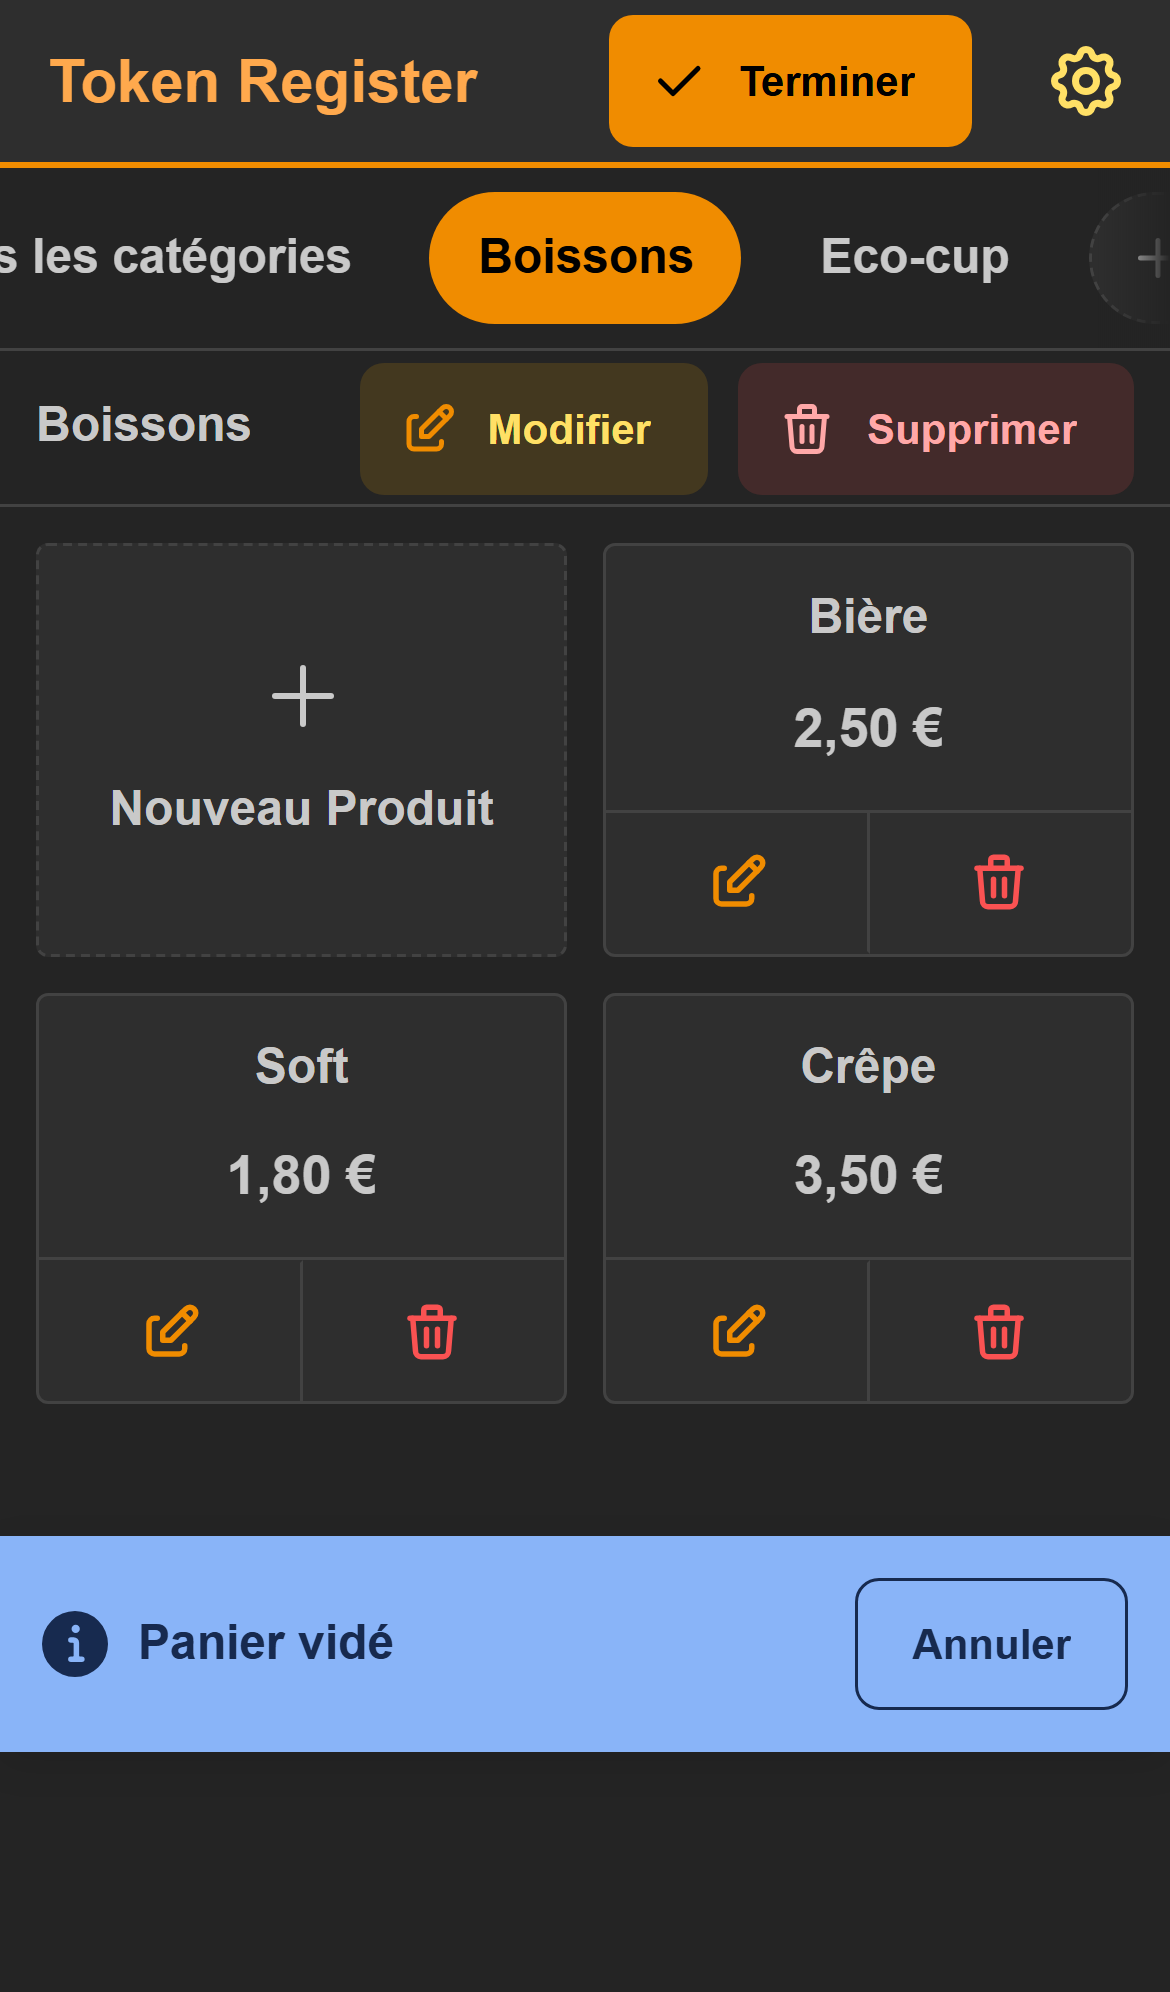 Token Register
Terminer
s les catégories
Boissons
Eco-cup
Boissons
Modifier
Supprimer
Nouveau Produit
Bière
2,50 €
Soft
1,80 €
Crêpe
3,50 €
Panier vidé
Annuler